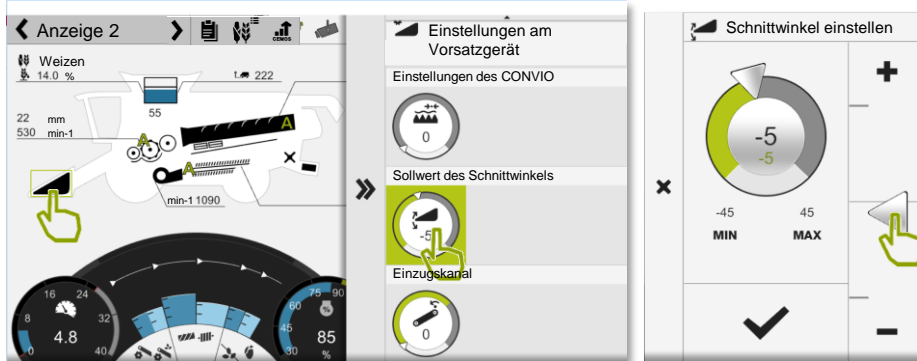 Anzeige 2
CEMOS
Weizen
14.0 %
t. 222
55
22 mm
530 min-1
A
A
A
min-1 1090
8
16
24
32
40
4.8
30
45
60
75
90
%
85
%
Einstellungen am
Vorsatzgerät
Einstellungen des CONVIO
0
Sollwert des Schnittwinkels
-5
Einzugskanal
0
Schnittwinkel einstellen
-5
-5
-45 45
MIN MAX